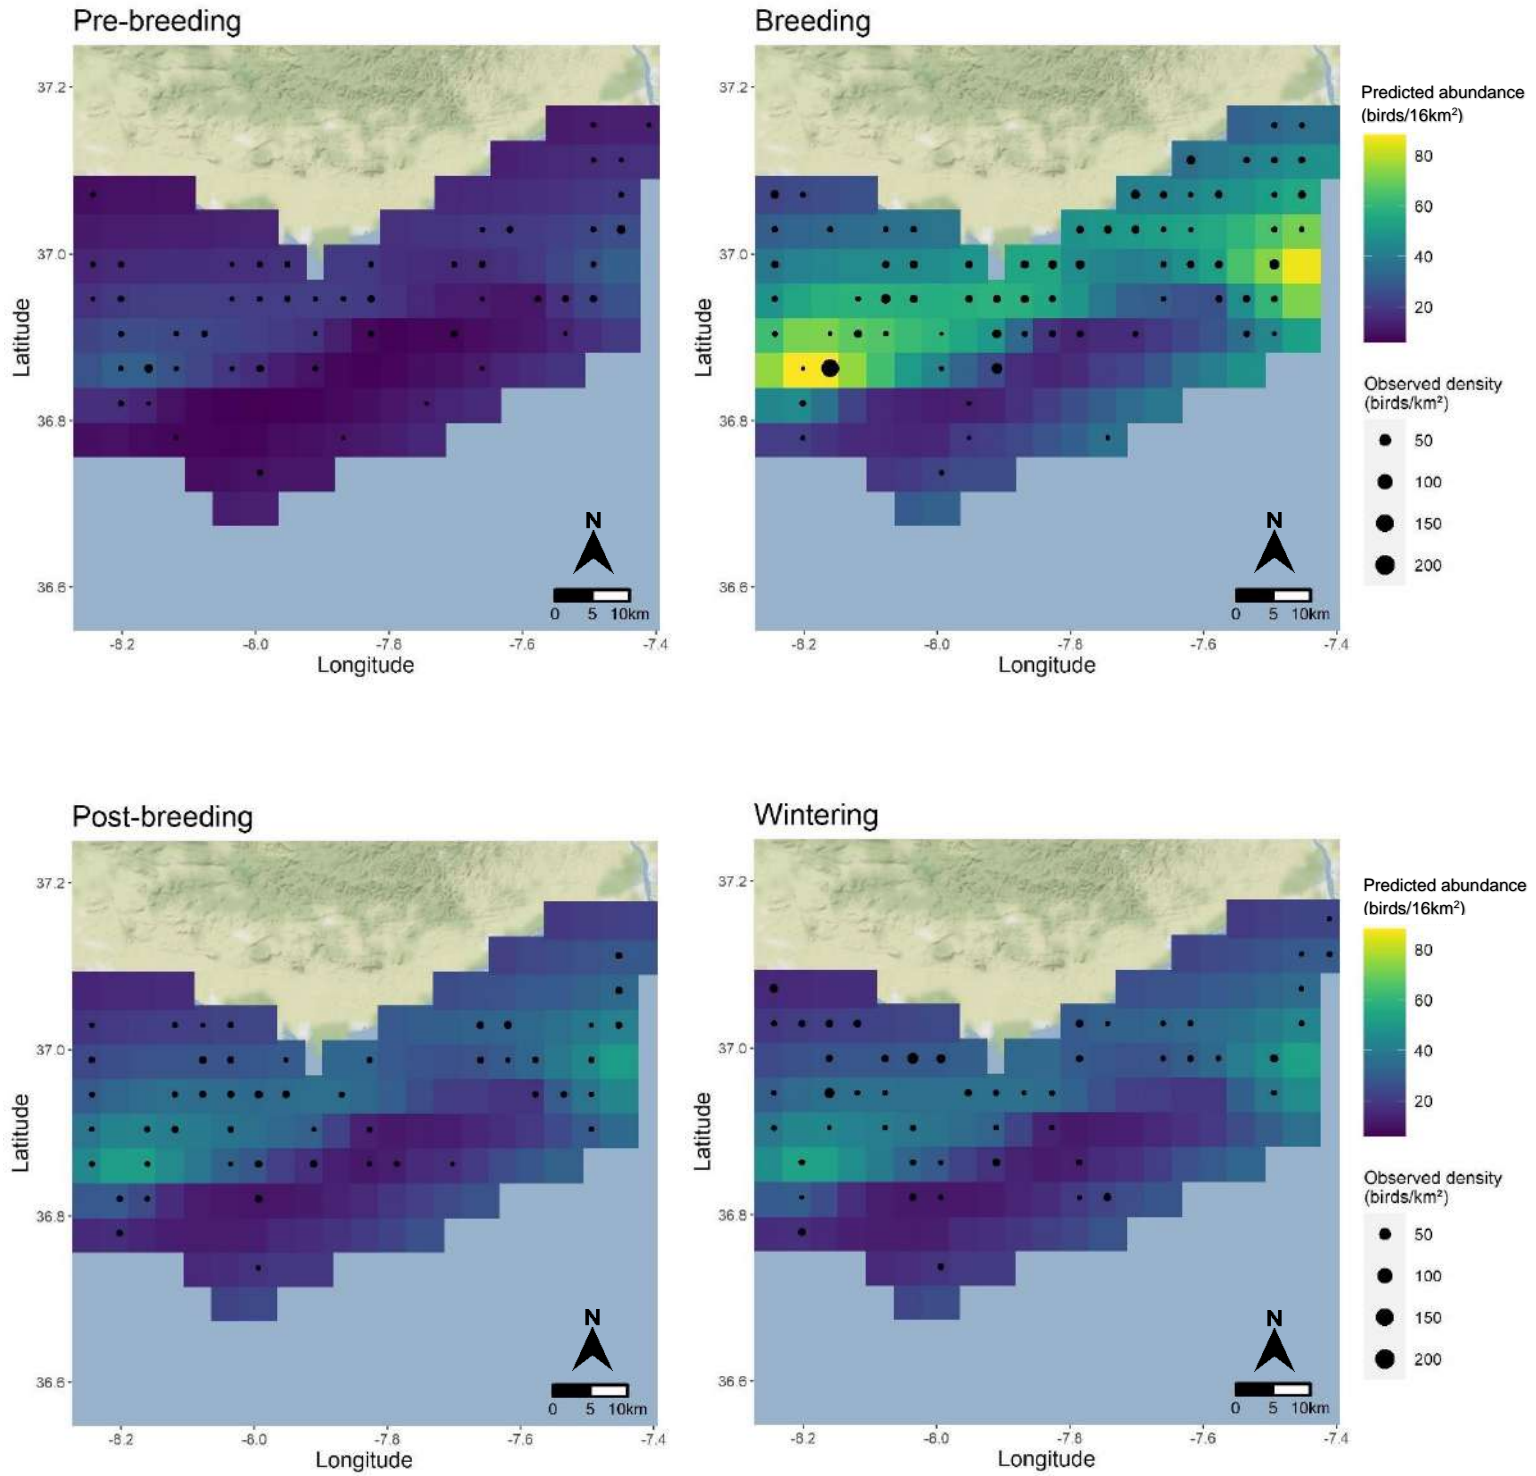 Pre-breeding
Breeding
37.2
37.0
36.8
36.6
Latitude
-8.2
-8.0
-7.8
-7.6
-7.4
Longitude
N
0 5 10km
37.2
37.0
36.8
36.6
Latitude
-8.2
-8.0
-7.8
-7.6
-7.4
Longitude
N
0 5 10km
Predicted abundance
(birds/16km²)
80
60
40
20
Observed density
(birds/km²)
50
100
150
200
Post-breeding
Wintering
37.2
37.0
36.8
36.6
Latitude
-8.2
-8.0
-7.8
-7.6
-7.4
Longitude
N
0 5 10km
37.2
37.0
36.8
36.6
Latitude
-8.2
-8.0
-7.8
-7.6
-7.4
Longitude
N
0 5 10km
Predicted abundance
(birds/16km²)
80
60
40
20
Observed density
(birds/km²)
50
100
150
200